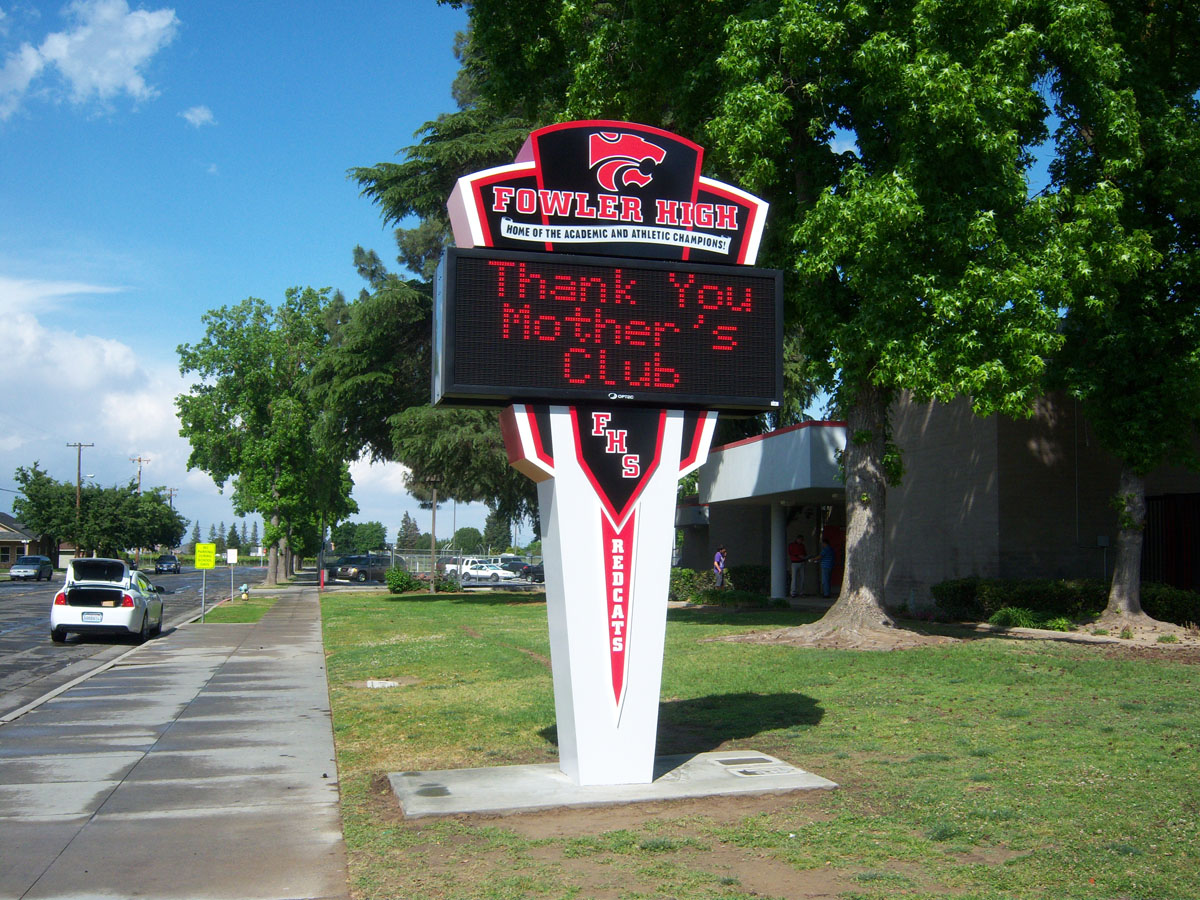 FOWLER HIGH
HOME OF THE ACADEMIC AND ATHLETIC CHAMPIONS!
Thank You
Mother's
Club
OPTEC
FHS
REDCATS